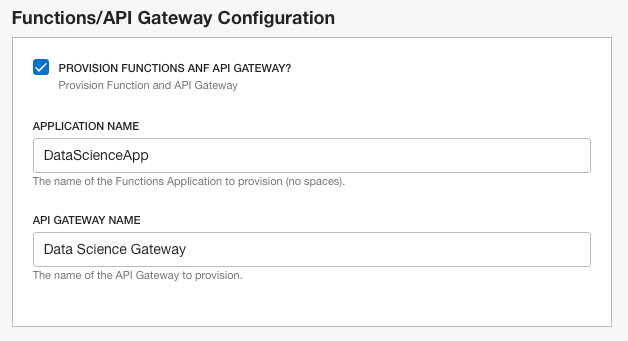 Functions/API Gateway Configuration
PROVISION FUNCTIONS ANF API GATEWAY?
Provision Function and API Gateway
APPLICATION NAME
DataScienceApp
The name of the Functions Application to provision (no spaces).
API GATEWAY NAME
Data Science Gateway
The name of the API Gateway to provision.